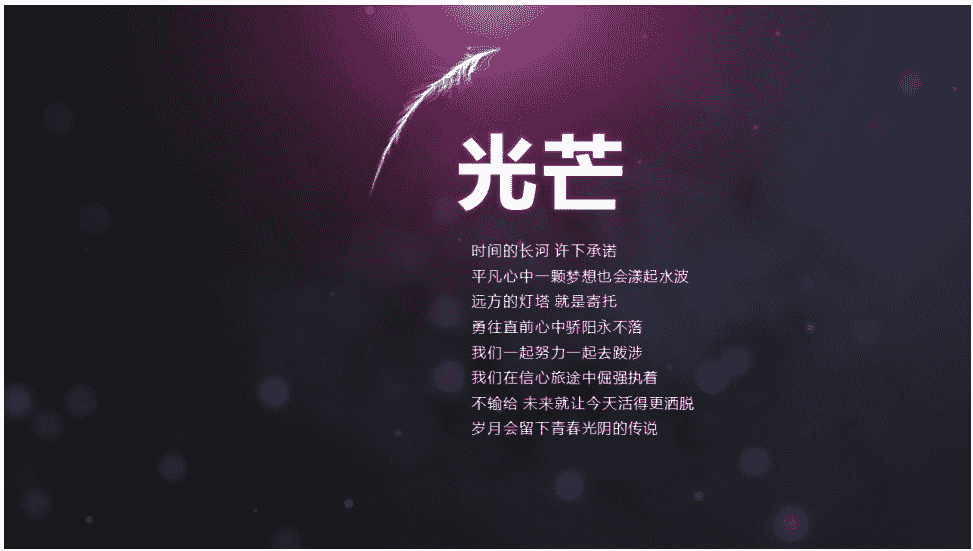 光芒
时间的长河 许下承诺
平凡心中一颗梦想也会漾起水波
远方的灯塔 就是寄托
勇往直前心中骄阳永不落
我们一起努力一起去跋涉
我们在信心旅途中倔强执着
不输给 未来就让今天活得更洒脱
岁月会留下青春光阴的传说